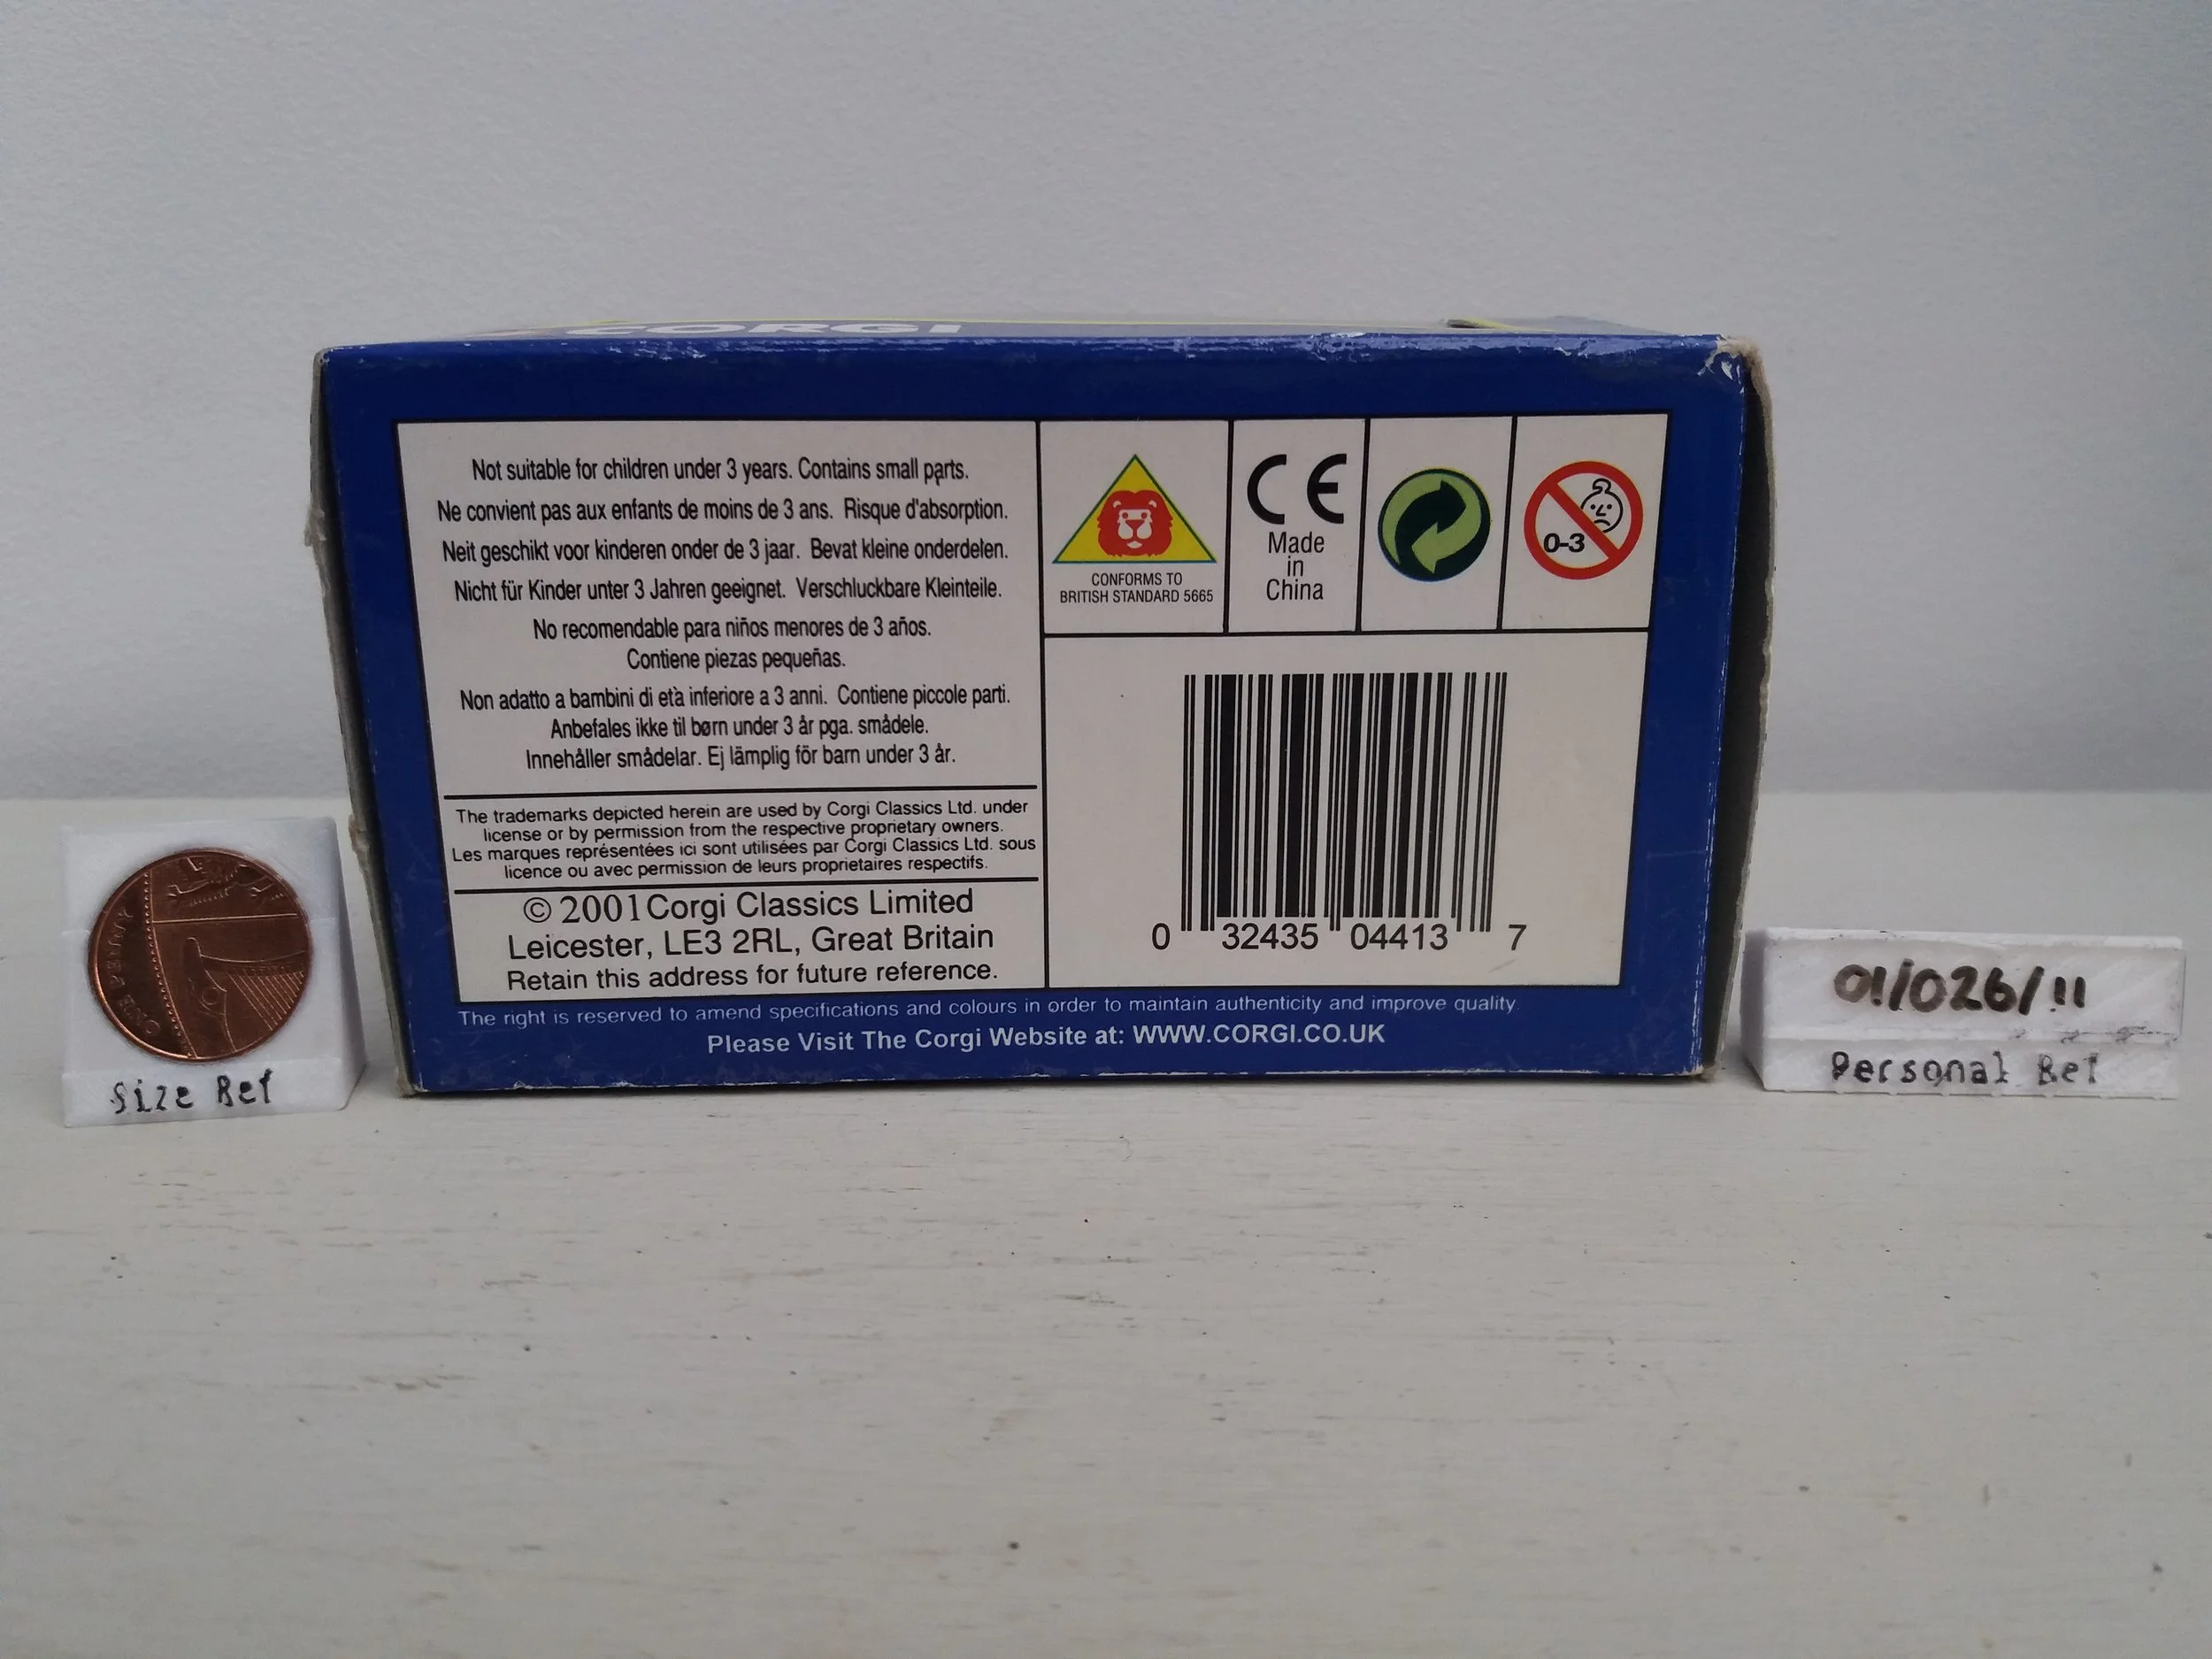 CORGI
Not suitable for children under 3 years. Contains small parts.
Ne convient pas aux enfants de moins de 3 ans. Risque d'absorption.
Neit geschikt voor kinderen onder de 3 jaar. Bevat kleine onderdelen.
Nicht für Kinder unter 3 Jahren geeignet. Verschluckbare Kleinteile.
No recomendable para niños menores de 3 años.
Contiene piezas pequeñas.
Non adatto a bambini di età inferiore a 3 anni. Contiene piccole parti.
Anbefales ikke til børn under 3 år pga. smådele.
Innehåller smådelar. Ej lämplig för barn under 3 år.
The trademarks depicted herein are used by Corgi Classics Ltd. under
license or by permission from the respective proprietary owners.
Les marques représentées ici sont utilisées par Corgi Classics Ltd. sous
licence ou avec permission de leurs proprietaires respectifs.
© 2001 Corgi Classics Limited
Leicester, LE3 2RL, Great Britain
Retain this address for future reference.
CONFORMS TO
BRITISH STANDARD 5665
CE
Made
in
China
0-3
0 32435 04413 7
The right is reserved to amend specifications and colours in order to maintain authenticity and improve quality.
Please Visit The Corgi Website at: WWW.CORGI.CO.UK
ONE PENNY
Size Ref
01/026/11
Personal Ref